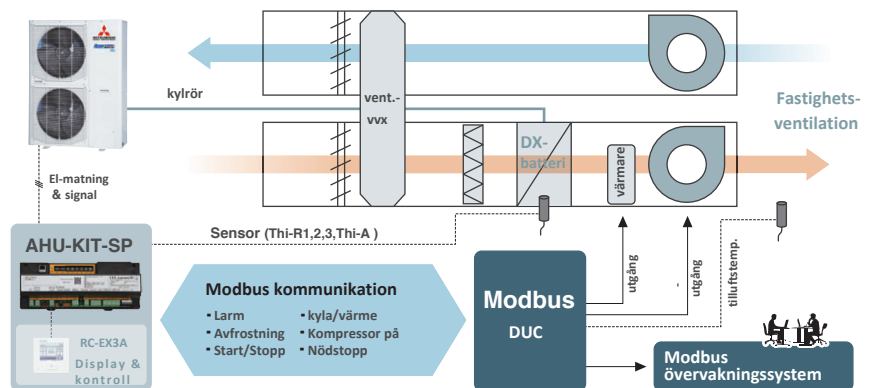 MITSUBISHI
kylrör
vent.-
vvx
DX-
batteri
värmare
Fastighets-
ventilation
El-matning
& signal
Sensor (Thi-R1,2,3,Thi-A )
AHU-KIT-SP
RC-EX3A
Display &
kontroll
Modbus kommunikation
• Larm
• Avfrostning
• Start/Stopp
• kyla/värme
• Kompressor på
• Nödstopp
Modbus
DUC
utgång
-
utgång
tilluftstemp.
Modbus
övervakningssystem